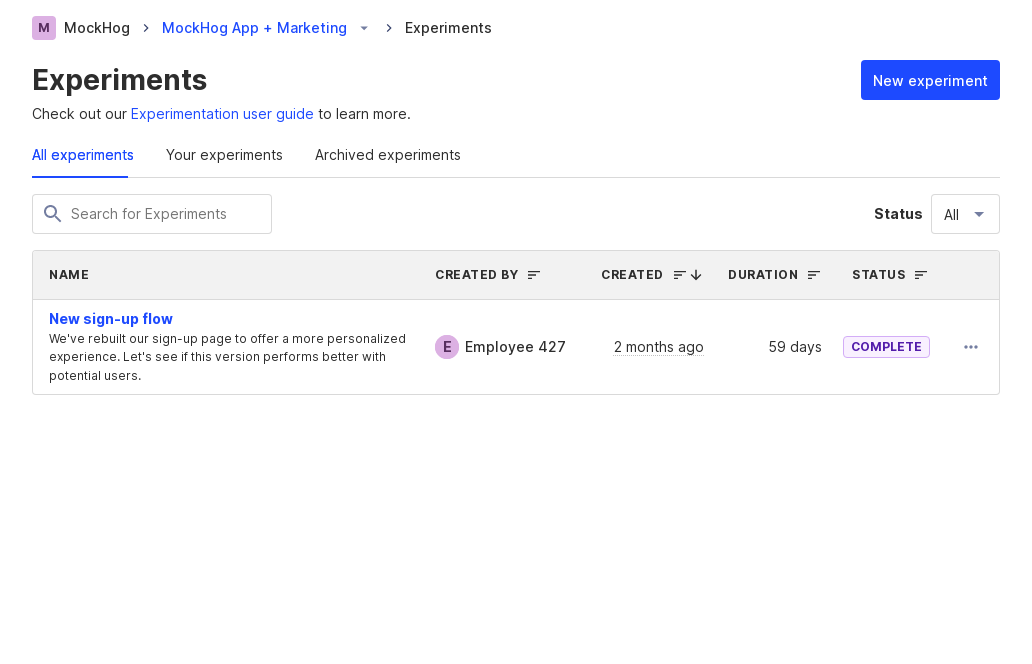 M MockHog MockHog App + Marketing Experiments
Experiments
New experiment
Check out our Experimentation user guide to learn more.
All experiments Your experiments Archived experiments
Search for Experiments
Status All
NAME CREATED BY CREATED DURATION STATUS
New sign-up flow
We've rebuilt our sign-up page to offer a more personalized
experience. Let's see if this version performs better with
potential users.
E Employee 427 2 months ago 59 days COMPLETE